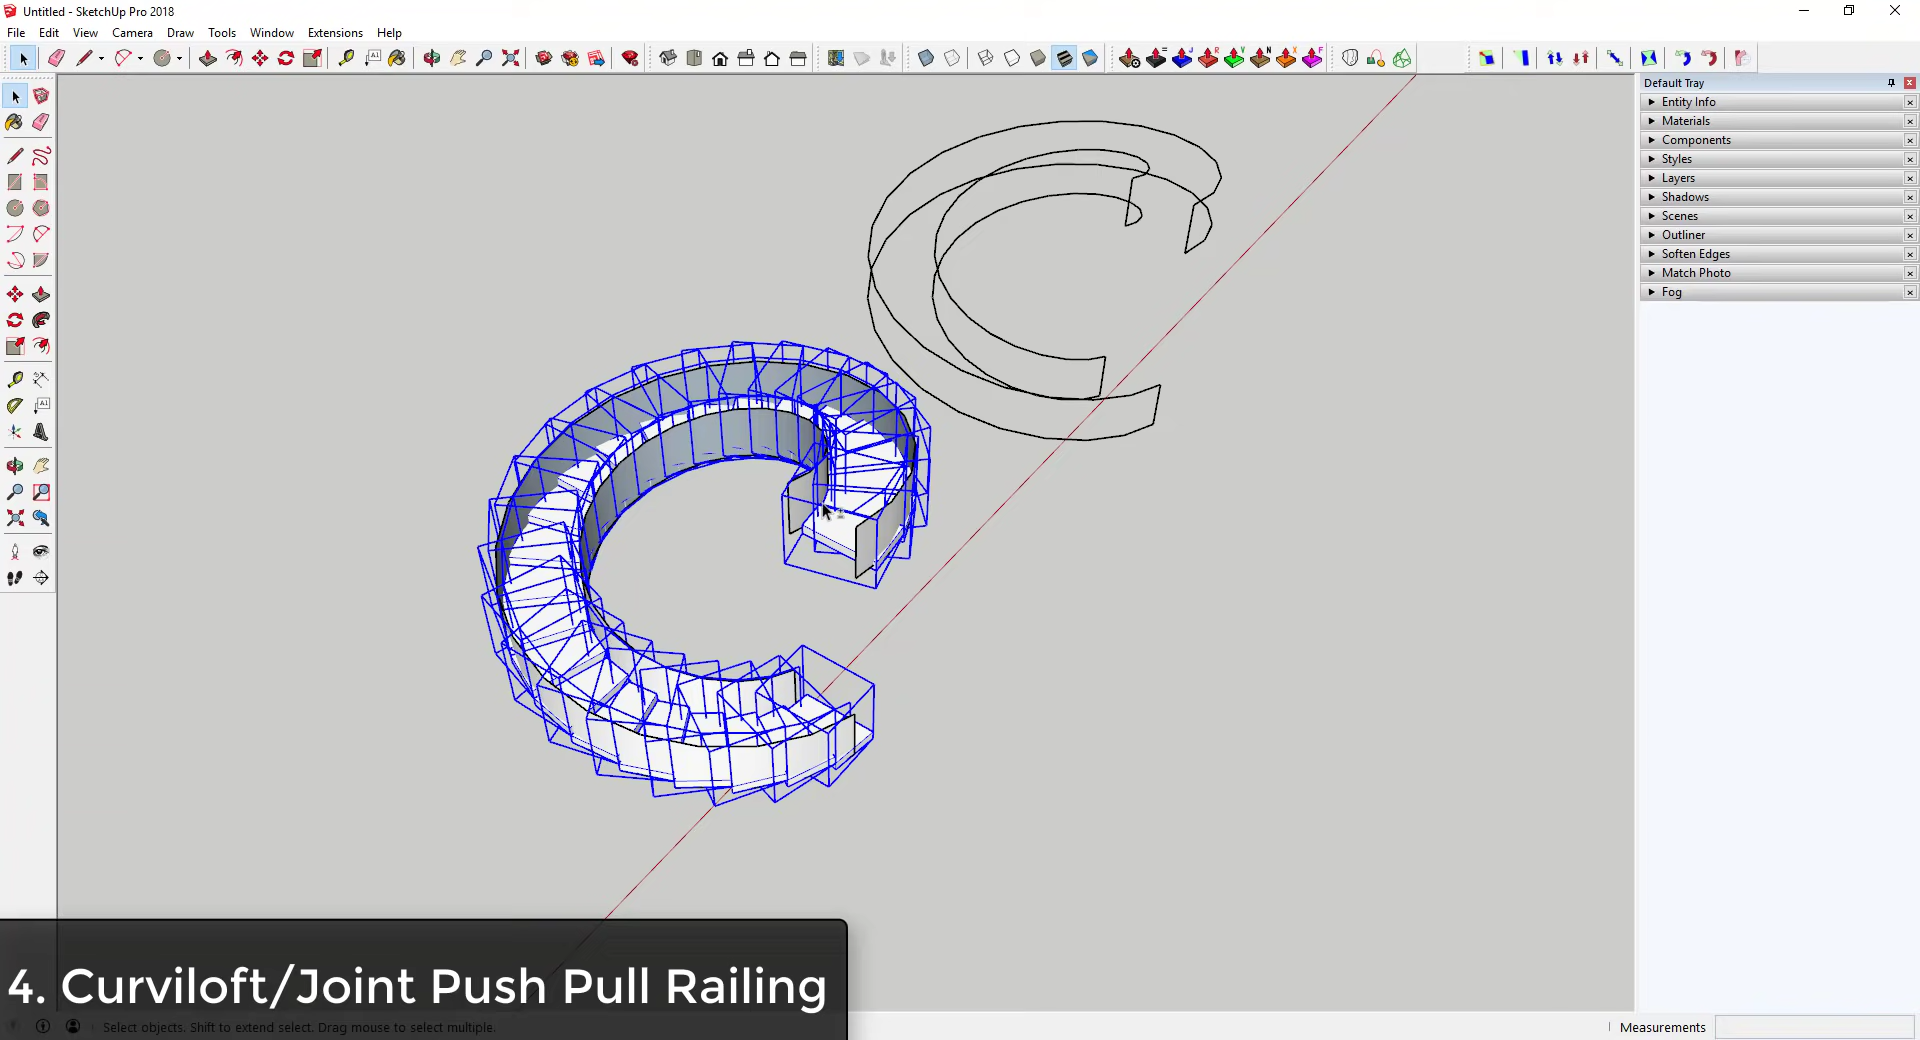 Untitled - SketchUp Pro 2018
File Edit View Camera Draw Tools Window Extensions Help
Default Tray
Entity Info
Materials
Components
Styles
Layers
Shadows
Scenes
Outliner
Soften Edges
Match Photo
Fog
4. Curviloft/Joint Push Pull Railing
Select objects. Shift to extend select. Drag mouse to select multiple.
Measurements